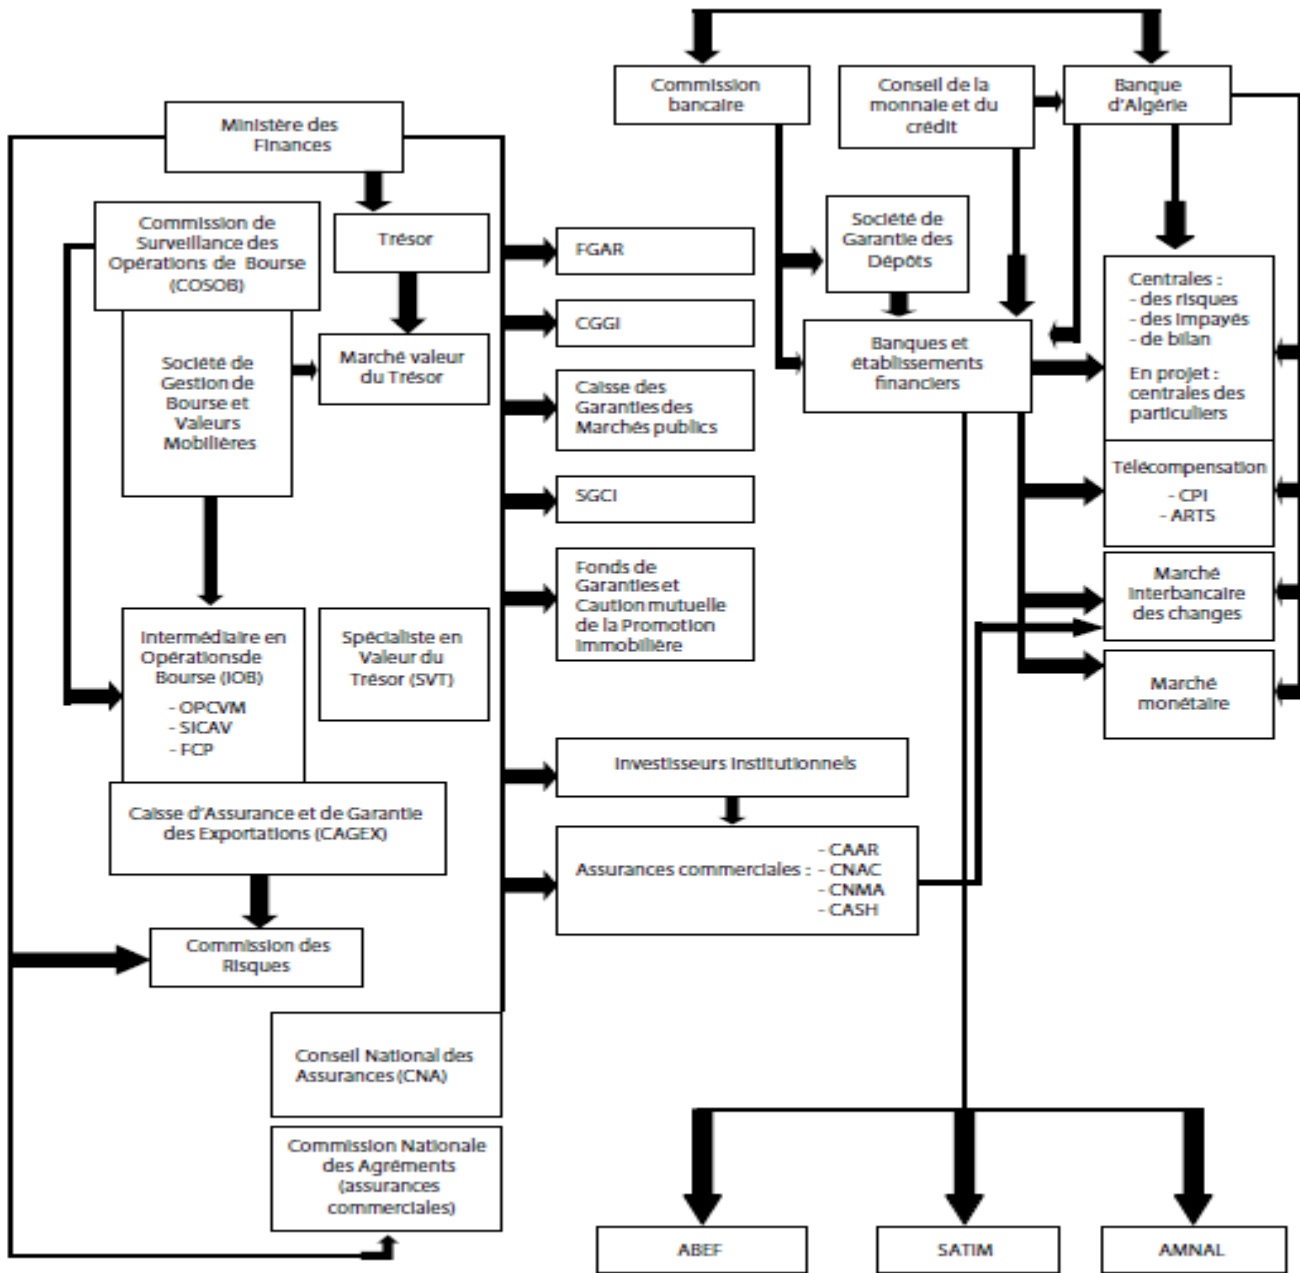 Commission
bancaire
Conseil de la
monnaie et du
crédit
Banque
d'Algérie
Ministère des
Finances
Commission de
Surveillance des
Opérations de Bourse
(COSOB)
Trésor
Société de
Gestion de
Bourse et
Valeurs
Mobilières
Marché valeur
du Trésor
FGAR
CGGI
Caisse des
Garanties des
Marchés publics
SGCI
Fonds de
Garanties et
Caution mutuelle
de la Promotion
Immobilière
Société de
Garantie des
Dépôts
Banques et
établissements
financiers
Centrales :
- des risques
- des impayés
- de bilan
En projet :
centrales des
particuliers
Télécompensation
- CPI
- ARTS
Marché
interbancaire
des changes
Marché
monétaire
Intermédiaire en
Opérationsde
Bourse (IOB)
- OPCVM
- SICAV
- FCP
Spécialiste en
Valeur du
Trésor (SVT)
Caisse d'Assurance et de Garantie
des Exportations (CAGEX)
Commission des
Risques
Investisseurs Institutionnels
Assurances commerciales :
- CAAR
- CNAC
- CNMA
- CASH
Conseil National des
Assurances (CNA)
Commission Nationale
des Agréments
(assurances
commerciales)
ABEF
SATIM
AMNAL